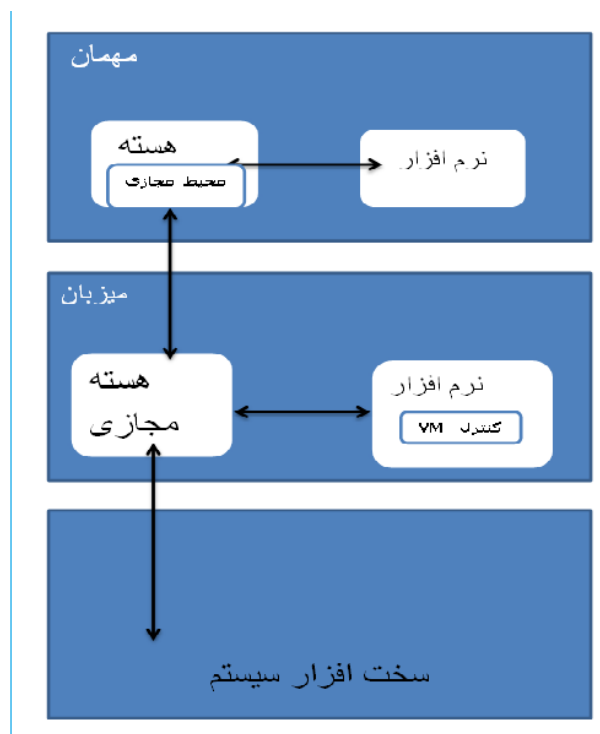 مهمان
هسته
محیط مجازی
نرم افزار
میزبان
هسته
مجازی
نرم افزار
کنترل VM
سخت افزار سیستم